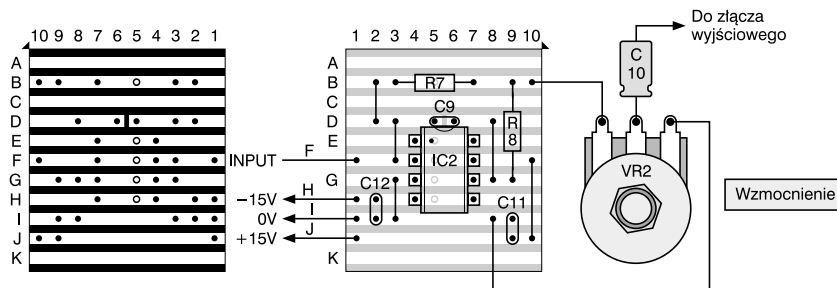 10 9 8 7 6 5 4 3 2 1
A
B
C
D
E
F
G
H
I
J
K
INPUT
F
−15V
H
0V
I
+15V
J
1 2 3 4 5 6 7 8 9 10
A
B
C
D
E
F
G
H
I
J
K
R7
C9
R
8
IC2
C12
C11
C
10
Do złącza
wyjściowego
VR2
Wzmocnienie